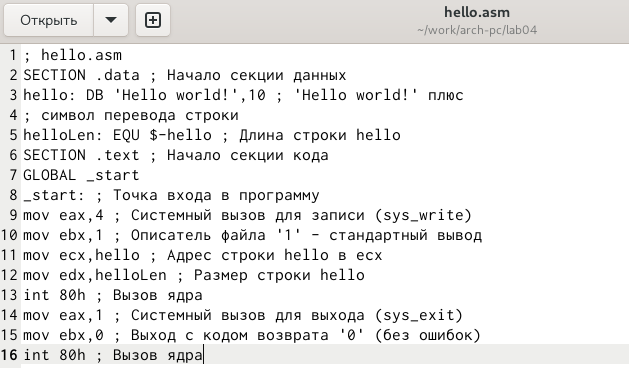 Открыть
hello.asm
~/work/arch-pc/lab04
1 ; hello.asm
2 SECTION .data ; Начало секции данных
3 hello: DB 'Hello world!',10 ; 'Hello world!' плюс
4 ; символ перевода строки
5 helloLen: EQU $-hello ; Длина строки hello
6 SECTION .text ; Начало секции кода
7 GLOBAL _start
8 _start: ; Точка входа в программу
9 mov eax,4 ; Системный вызов для записи (sys_write)
10 mov ebx,1 ; Описатель файла '1' - стандартный вывод
11 mov ecx,hello ; Адрес строки hello в ecx
12 mov edx,helloLen ; Размер строки hello
13 int 80h ; Вызов ядра
14 mov eax,1 ; Системный вызов для выхода (sys_exit)
15 mov ebx,0 ; Выход с кодом возврата '0' (без ошибок)
16 int 80h ; Вызов ядра